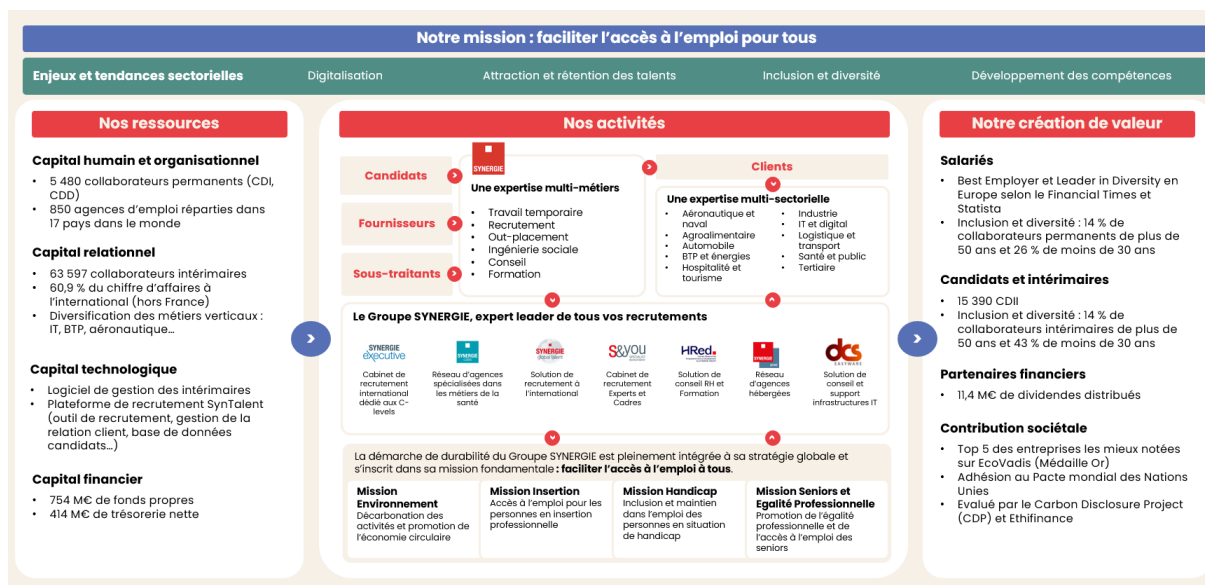 Notre mission : faciliter l’accès à l’emploi pour tous
Enjeux et tendances sectorielles
Digitalisation
Attraction et rétention des talents
Inclusion et diversité
Développement des compétences
Nos ressources
Capital humain et organisationnel
• 5 480 collaborateurs permanents (CDI,
CDD)
• 850 agences d’emploi réparties dans
17 pays dans le monde
Capital relationnel
• 63 597 collaborateurs intérimaires
• 60,9 % du chiffre d’affaires à
l’international (hors France)
• Diversification des métiers verticaux :
IT, BTP, aéronautique…
Capital technologique
• Logiciel de gestion des intérimaires
• Plateforme de recrutement SynTalent
(outil de recrutement, gestion de la
relation client, base de données
candidats…)
Capital financier
• 754 M€ de fonds propres
• 414 M€ de trésorerie nette
Nos activités
Candidats
Fournisseurs
Sous-traitants
SYNERGIE
Une expertise multi-métiers
• Travail temporaire
• Recrutement
• Out-placement
• Ingénierie sociale
• Conseil
• Formation
Clients
Une expertise multi-sectorielle
• Aéronautique et
naval
• Agroalimentaire
• Automobile
• BTP et énergies
• Hospitalité et
tourisme
• Industrie
• IT et digital
• Logistique et
transport
• Santé et public
• Tertiaire
Le Groupe SYNERGIE, expert leader de tous vos recrutements
SYNERGIE
executive
Cabinet de
recrutement
international
dédié aux C-
levels
SYNERGIE
Réseau d’agences
spécialisées dans
les métiers de la
santé
SYNERGIE
global talent
Solution de
recrutement à
l’international
S&YOU
Cabinet de
recrutement
Experts et
Cadres
HRed.
Solution de
conseil RH et
Formation
SYNERGIE
Réseau
d’agences
hébergées
dcs
EASYWARE
Solution de
conseil et
support
infrastructures IT
La démarche de durabilité du Groupe SYNERGIE est pleinement intégrée à sa stratégie globale et
s’inscrit dans sa mission fondamentale : faciliter l’accès à l’emploi à tous.
Mission
Environnement
Décarbonation des
activités et promotion de
l’économie circulaire
Mission Insertion
Accès à l’emploi pour les
personnes en insertion
professionnelle
Mission Handicap
Inclusion et maintien
dans l’emploi des
personnes en situation
de handicap
Mission Seniors et
Egalité Professionnelle
Promotion de l’égalité
professionnelle et de
l’accès à l’emploi des
seniors
Notre création de valeur
Salariés
• Best Employer et Leader in Diversity en
Europe selon le Financial Times et
Statista
• Inclusion et diversité : 14 % de
collaborateurs permanents de plus de
50 ans et 26 % de moins de 30 ans
Candidats et intérimaires
• 15 390 CDII
• Inclusion et diversité : 14 % de
collaborateurs intérimaires de plus de
50 ans et 43 % de moins de 30 ans
Partenaires financiers
• 11,4 M€ de dividendes distribués
Contribution sociétale
• Top 5 des entreprises les mieux notées
sur EcoVadis (Médaille Or)
• Adhésion au Pacte mondial des Nations
Unies
• Evalué par le Carbon Disclosure Project
(CDP) et Ethifinance